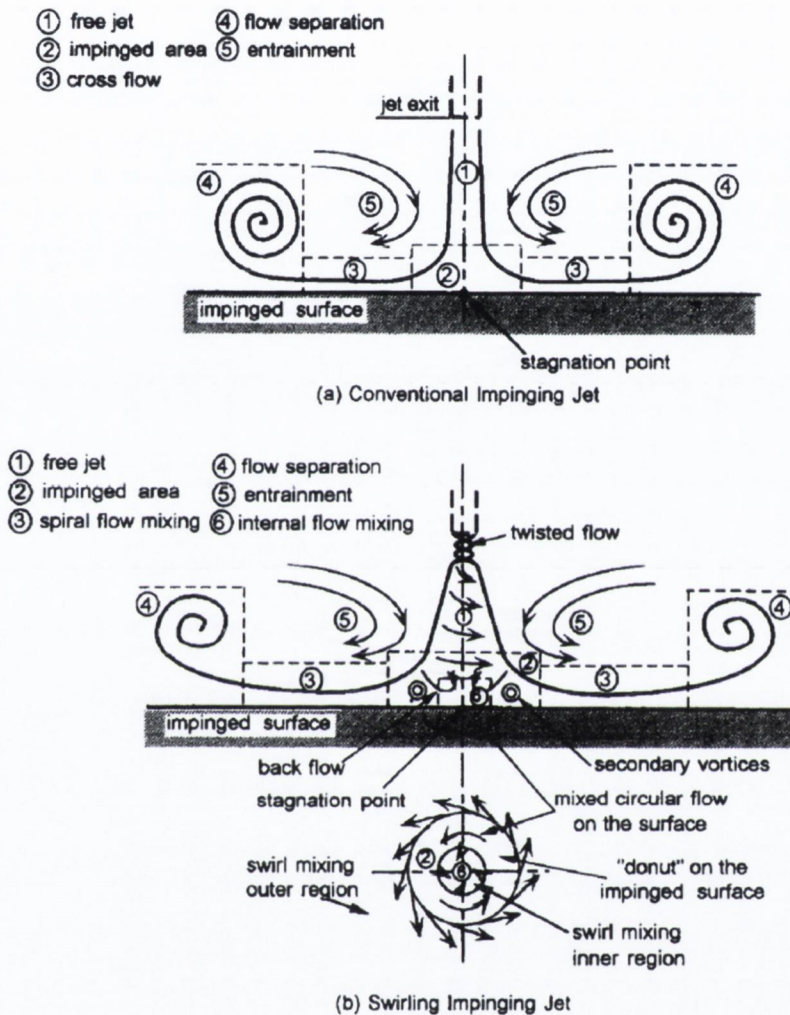 ① free jet ④ flow separation
② impinged area ⑤ entrainment
③ cross flow
jet exit
①
④ ④
⑤ ⑤
③ ② ③
impinged surface
stagnation point
(a) Conventional Impinging Jet
① free jet ④ flow separation
② impinged area ⑤ entrainment
③ spiral flow mixing ⑥ internal flow mixing
twisted flow
④ ④
① 
⑤ ⑤
③ ② ③
⑥
impinged surface
back flow secondary vortices
stagnation point mixed circular flow
on the surface
swirl mixing ② ⑥ "donut" on the
outer region impinged surface
swirl mixing
inner region
(b) Swirling Impinging Jet